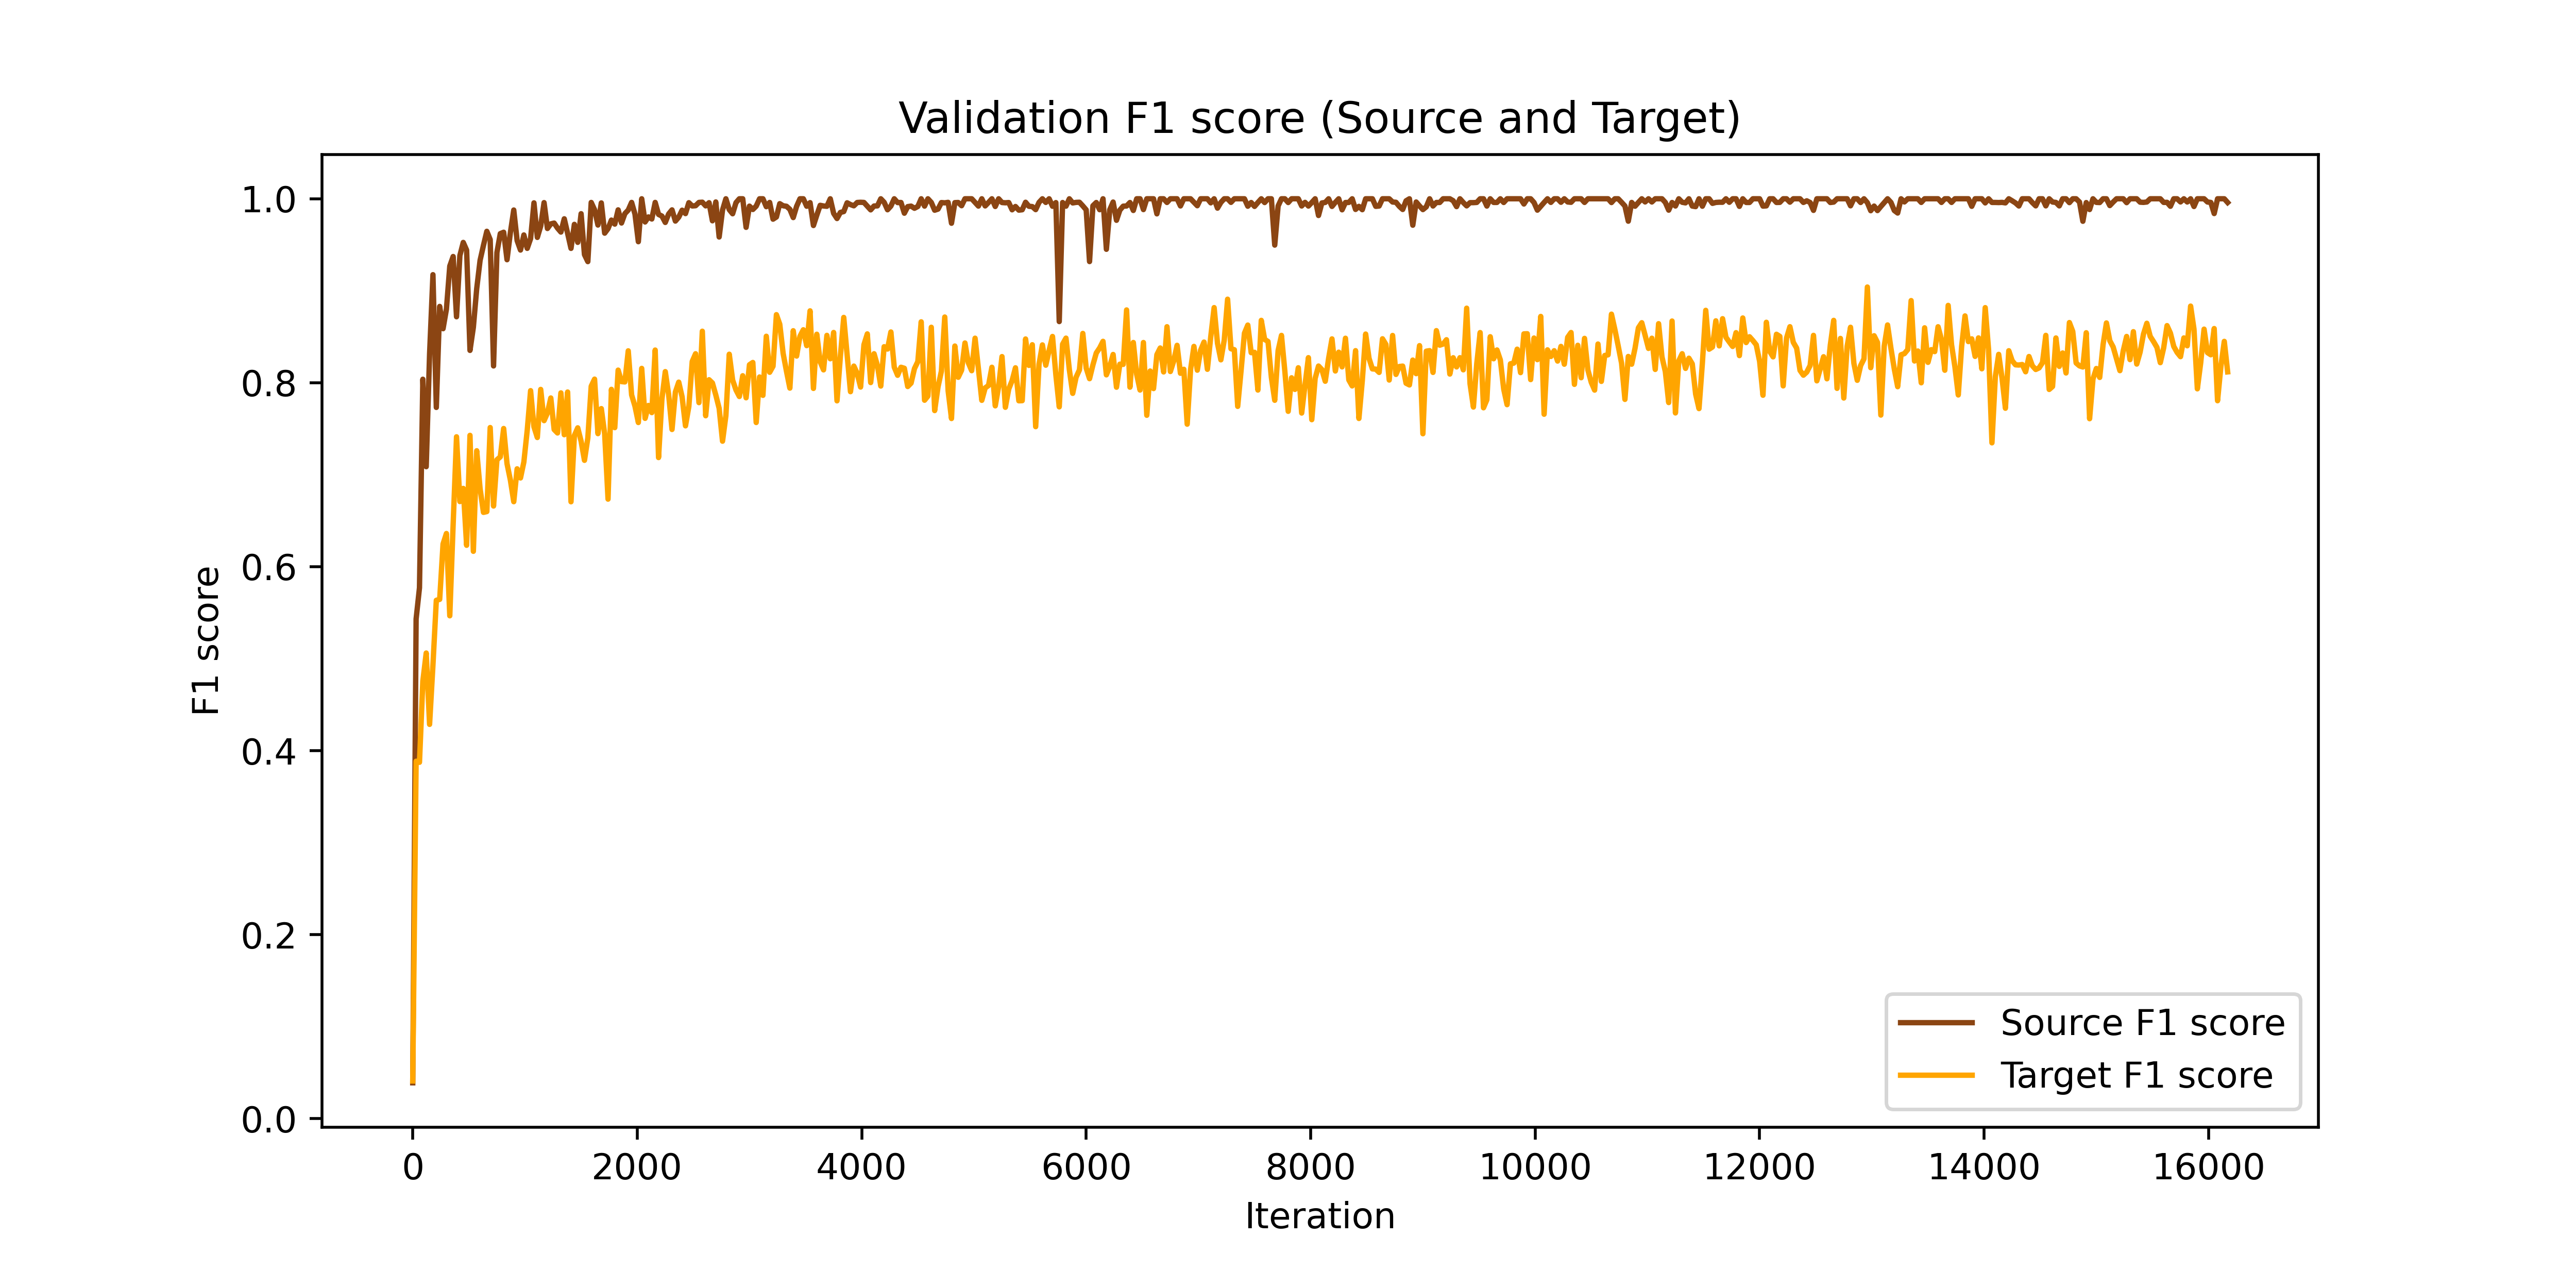 Validation F1 score (Source and Target)
1.0
0.8
0.6
0.4
0.2
0.0
F1 score
0 2000 4000 6000 8000 10000 12000 14000 16000
Iteration
Source F1 score
Target F1 score